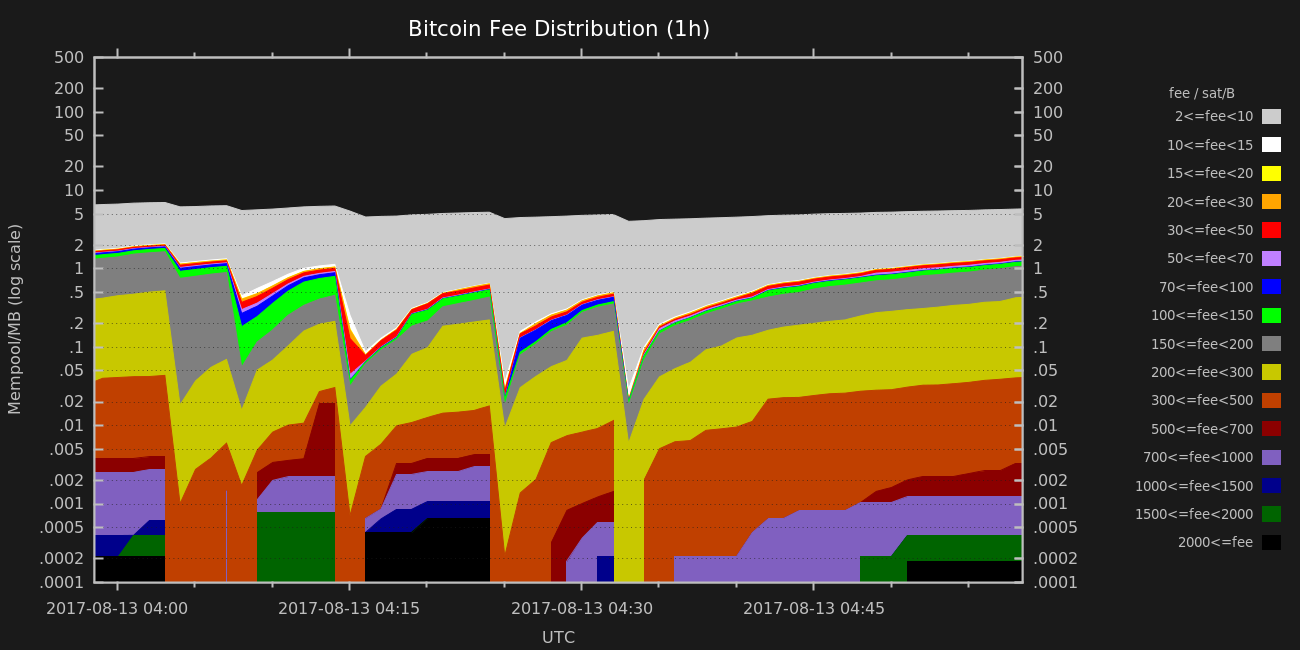 Bitcoin Fee Distribution (1h)
500 500
200 200
100 100
50 50
20 20
10 10
5 5
2 2
1 1
.5 .5
.2 .2
.1 .1
.05 .05
.02 .02
.01 .01
.005 .005
.002 .002
.001 .001
.0005 .0005
.0002 .0002
.0001 .0001
Mempool/MB (log scale)
2017-08-13 04:00 2017-08-13 04:15 2017-08-13 04:30 2017-08-13 04:45
UTC
fee / sat/B
2<=fee<10
10<=fee<15
15<=fee<20
20<=fee<30
30<=fee<50
50<=fee<70
70<=fee<100
100<=fee<150
150<=fee<200
200<=fee<300
300<=fee<500
500<=fee<700
700<=fee<1000
1000<=fee<1500
1500<=fee<2000
2000<=fee